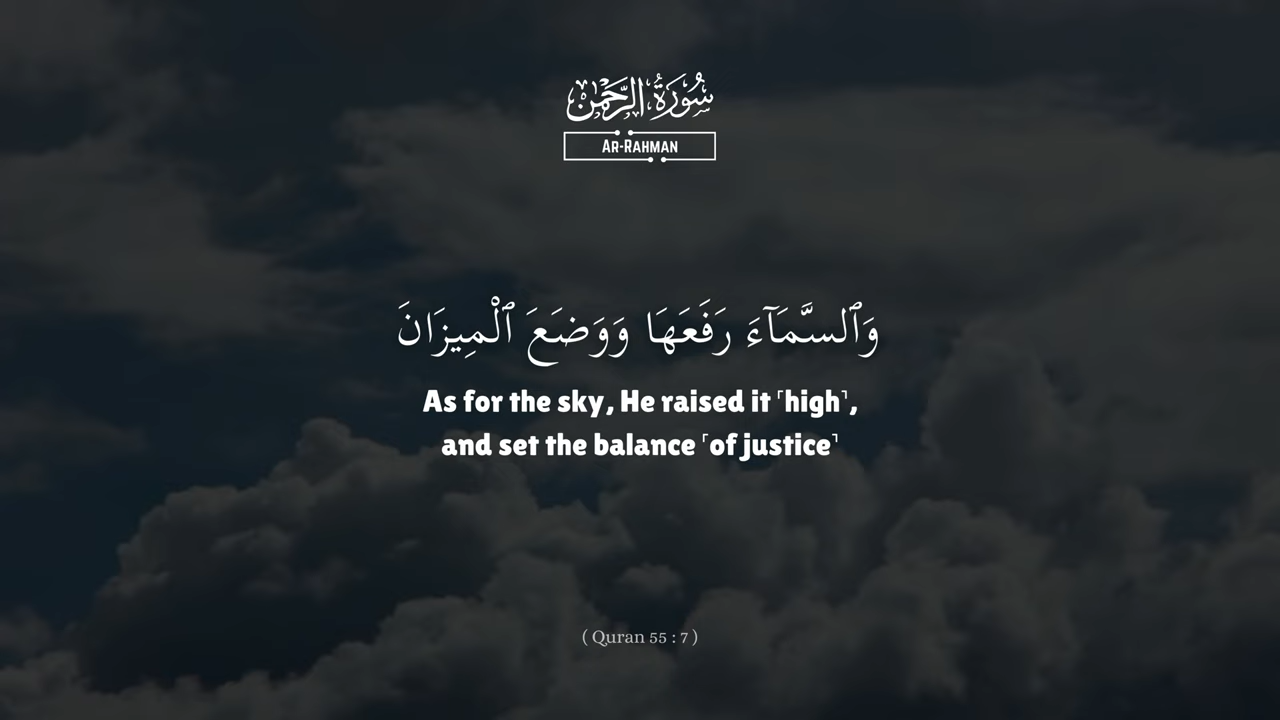 سُورَةُ الرَّحْمٰن
AR-RAHMAN
وَٱلسَّمَآءَ رَفَعَهَا وَوَضَعَ ٱلْمِيزَانَ
As for the sky, He raised it ˹high˺,
and set the balance ˹of justice˺
( Quran 55 : 7 )